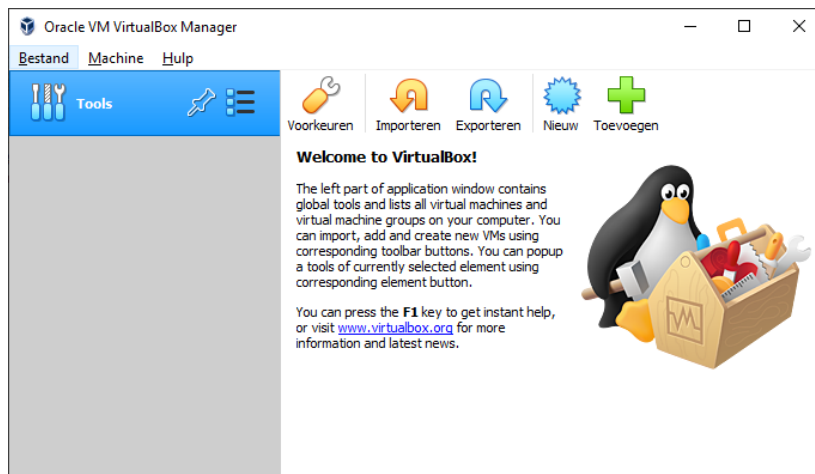 Oracle VM VirtualBox Manager
Bestand Machine Hulp
Tools
Voorkeuren Importeren Exporteren Nieuw Toevoegen
Welcome to VirtualBox!
The left part of application window contains
global tools and lists all virtual machines and
virtual machine groups on your computer. You
can import, add and create new VMs using
corresponding toolbar buttons. You can popup
a tools of currently selected element using
corresponding element button.
You can press the F1 key to get instant help,
or visit www.virtualbox.org for more
information and latest news.